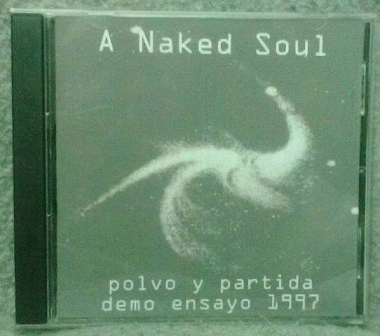 A Naked Soul
polvo y partida
demo ensayo 1997